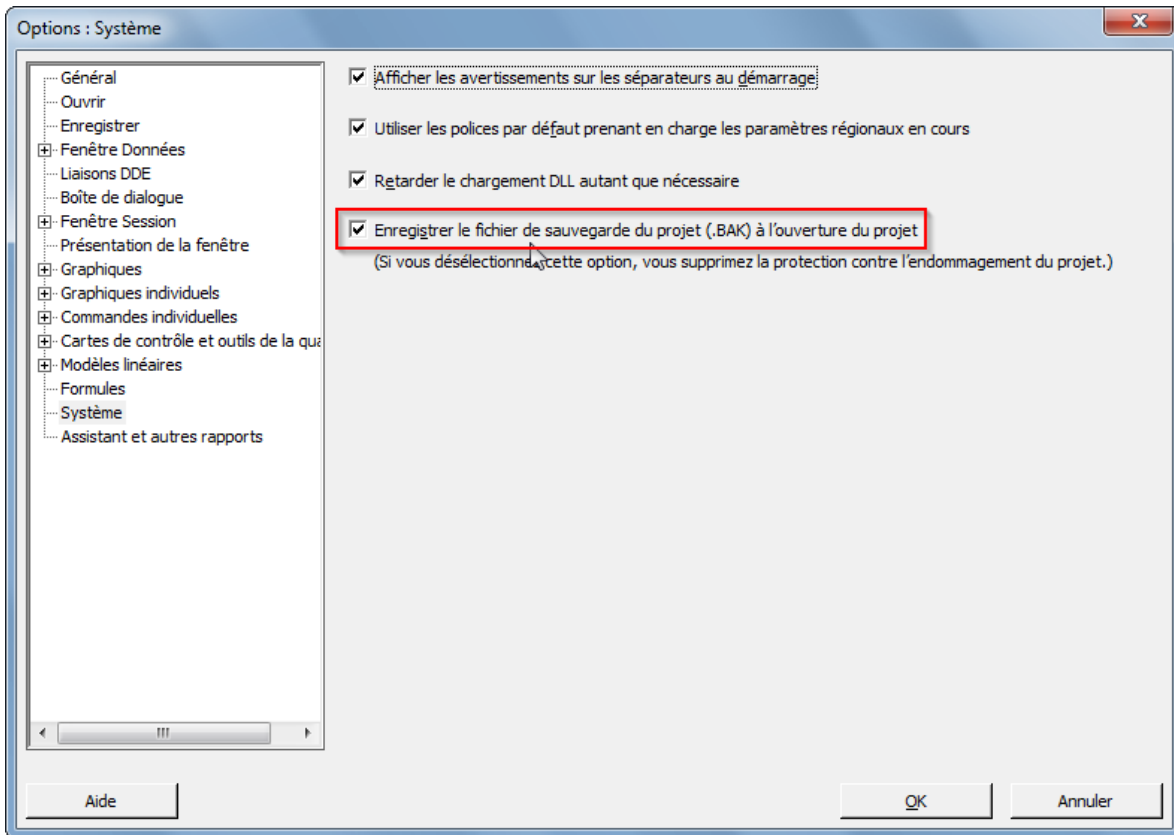 Options : Système
Général
Ouvrir
Enregistrer
Fenêtre Données
Liaisons DDE
Boîte de dialogue
Fenêtre Session
Présentation de la fenêtre
Graphiques
Graphiques individuels
Commandes individuelles
Cartes de contrôle et outils de la qua
Modèles linéaires
Formules
Système
Assistant et autres rapports
Afficher les avertissements sur les séparateurs au démarrage
Utiliser les polices par défaut prenant en charge les paramètres régionaux en cours
Retarder le chargement DLL autant que nécessaire
Enregistrer le fichier de sauvegarde du projet (.BAK) à l'ouverture du projet
(Si vous désélectionnez cette option, vous supprimez la protection contre l'endommagement du projet.)
Aide
OK
Annuler